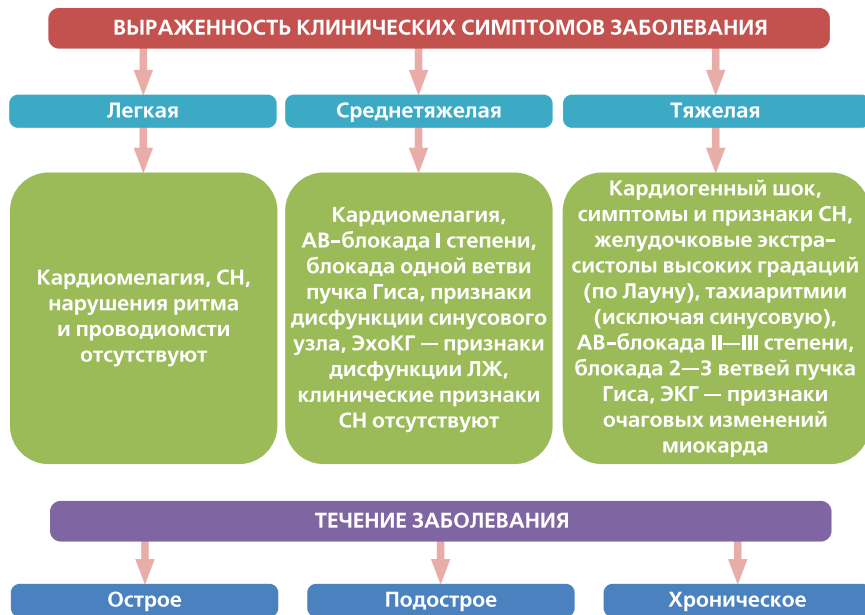 ВЫРАЖЕННОСТЬ КЛИНИЧЕСКИХ СИМПТОМОВ ЗАБОЛЕВАНИЯ
Легкая
Среднетяжелая
Тяжелая
Кардиомелагия, СН,
нарушения ритма
и проводиомсти
отсутствуют
Кардиомелагия,
АВ-блокада I степени,
блокада одной ветви
пучка Гиса, признаки
дисфункции синусового
узла, ЭхоКГ — признаки
дисфункции ЛЖ,
клинические признаки
СН отсутствуют
Кардиогенный шок,
симптомы и признаки СН,
желудочковые экстра-
систолы высоких градаций
(по Лауну), тахиаритмии
(исключая синусовую),
АВ-блокада II—III степени,
блокада 2—3 ветвей пучка
Гиса, ЭКГ — признаки
очаговых изменений
миокарда
ТЕЧЕНИЕ ЗАБОЛЕВАНИЯ
Острое
Подострое
Хроническое